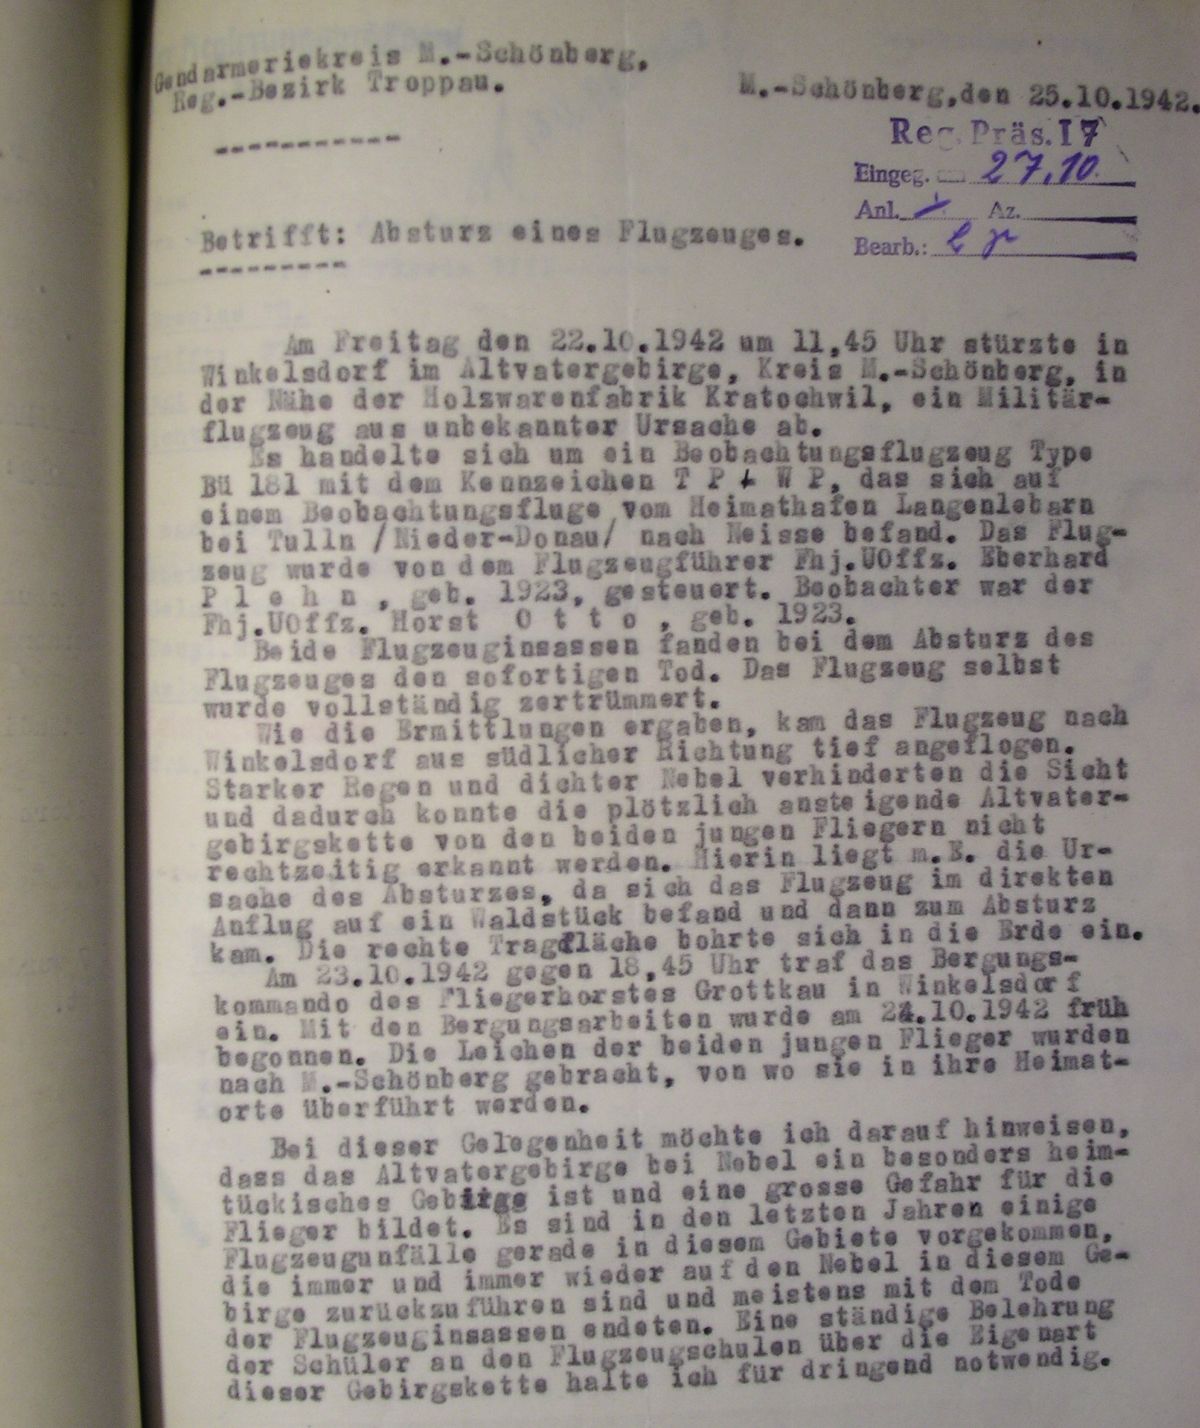 Gendarmeriekreis M.-Schönberg.
Reg.-Bezirk Troppau.
M.-Schönberg,den 25.10.1942.
Reg. Präs. I 7
Eingeg. 27.10.
Anl. Az.
Bearb.:
Betrifft: Absturz eines Flugzeuges.
Am Freitag den 22.10.1942 um 11,45 Uhr stürzte in
Winkelsdorf im Altvatergebirge, Kreis M.-Schönberg, in
der Nähe der Holzwarenfabrik Kratochwil, ein Militär-
flugzeug aus unbekannter Ursache ab.
Es handelte sich um ein Beobachtungsflugzeug Type
Bü 181 mit dem Kennzeichen T P + W P, das sich auf
einem Beobachtungsfluge vom Heimathafen Langenlebarn
bei Tulln /Nieder-Donau/ nach Neisse befand. Das Flug-
zeug wurde von dem Flugzeugführer Fhj.UOffz. Eberhard
P l e h n , geb. 1923, gesteuert. Beobachter war der
Fhj.UOffz. Horst O t t o , geb. 1923.
Beide Flugzeuginsassen fanden bei dem Absturz des
Flugzeuges den sofortigen Tod. Das Flugzeug selbst
wurde vollständig zertrümmert.
Wie die Ermittlungen ergaben, kam das Flugzeug nach
Winkelsdorf aus südlicher Richtung tief angeflogen.
Starker Regen und dichter Nebel verhinderten die Sicht
und dadurch konnte die plötzlich ansteigende Altvater-
gebirgskette von den beiden jungen Fliegern nicht
rechtzeitig erkannt werden. Hierin liegt m.E. die Ur-
sache des Absturzes, da sich das Flugzeug im direkten
Anflug auf ein Waldstück befand und dann zum Absturz
kam. Die rechte Tragfläche bohrte sich in die Erde ein.
Am 23.10.1942 gegen 18,45 Uhr traf das Bergungs-
kommando des Fliegerhorstes Grottkau in Winkelsdorf
ein. Mit den Bergungsarbeiten wurde am 24.10.1942 früh
begonnen. Die Leichen der beiden jungen Flieger wurden
nach M.-Schönberg gebracht, von wo sie in ihre Heimat-
orte überführt werden.
Bei dieser Gelegenheit möchte ich darauf hinweisen,
dass das Altvatergebirge bei Nebel ein besonders heim-
tückisches Gebirge ist und eine grosse Gefahr für die
Flieger bildet. Es sind in den letzten Jahren einige
Flugzeugunfälle gerade in diesem Gebiete vorgekommen,
die immer und immer wieder auf den Nebel in diesem Ge-
birge zurückzuführen sind und meistens mit dem Tode
der Flugzeuginsassen endeten. Eine ständige Belehrung
der Schüler an den Flugzeugschulen über die Eigenart
dieser Gebirgskette halte ich für dringend notwendig.